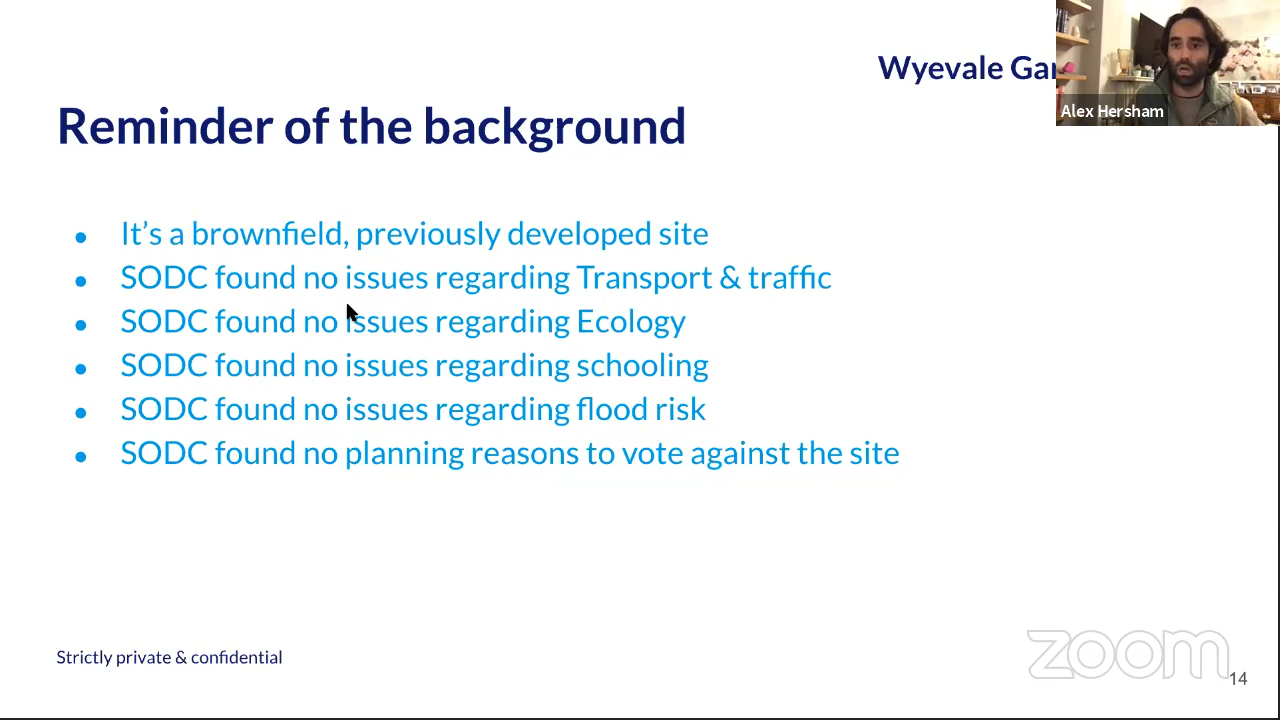 Wyevale Gar
Alex Hersham
Reminder of the background
• It’s a brownfield, previously developed site
• SODC found no issues regarding Transport & traffic
• SODC found no issues regarding Ecology
• SODC found no issues regarding schooling
• SODC found no issues regarding flood risk
• SODC found no planning reasons to vote against the site
Strictly private & confidential
zoom
14